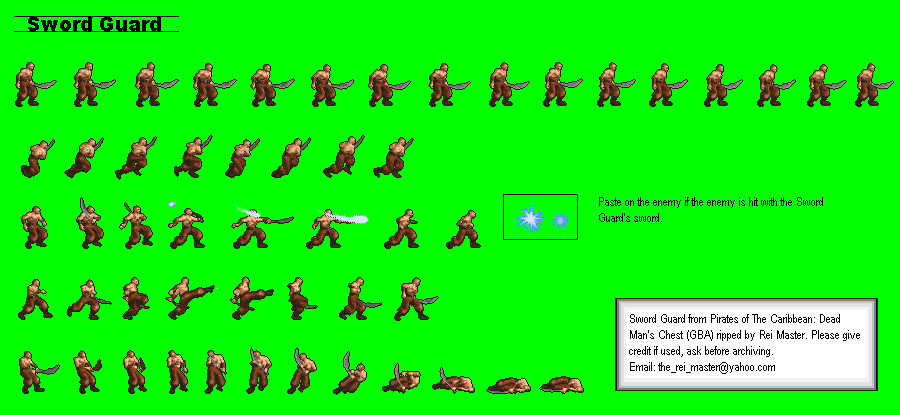 Sword Guard
Paste on the enemy if the enemy is hit with the Sword
Guard's sword.
Sword Guard from Pirates of The Caribbean: Dead
Man's Chest (GBA) ripped by Rei Master. Please give
credit if used, ask before archiving.
Email: the_rei_master@yahoo.com